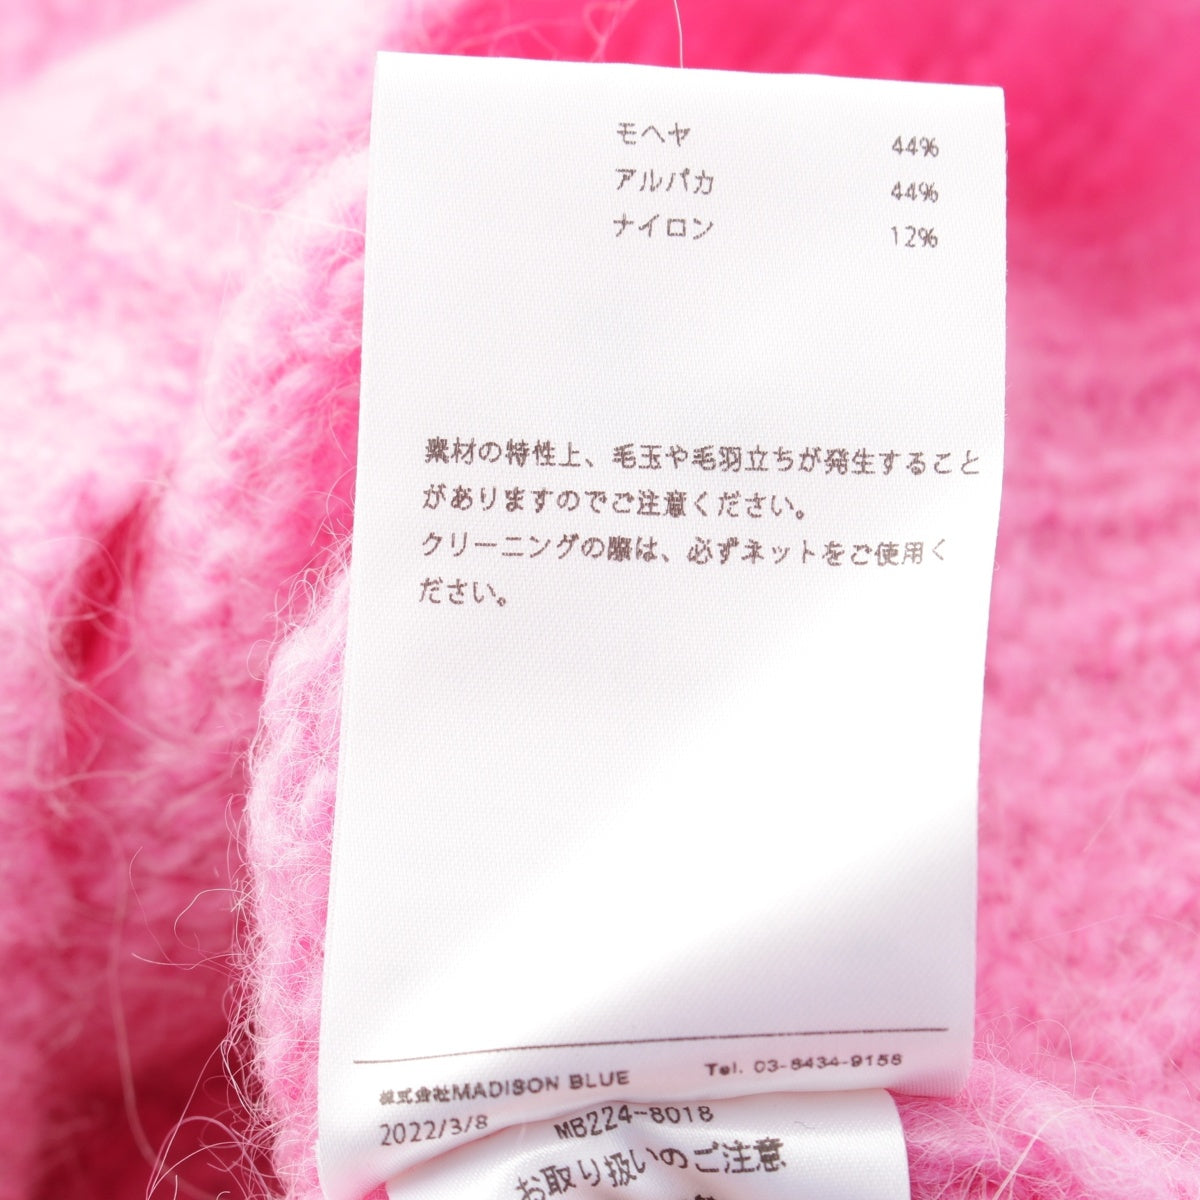 モヘヤ 44%
アルパカ 44%
ナイロン 12%
素材の特性上、毛玉や毛羽立ちが発生すること
がありますのでご注意ください。
クリーニングの際は、必ずネットをご使用く
ださい。
株式会社MADISON BLUE Tel. 03-6434-9156
2022/3/8 MB224-8018
お取り扱いのご注意